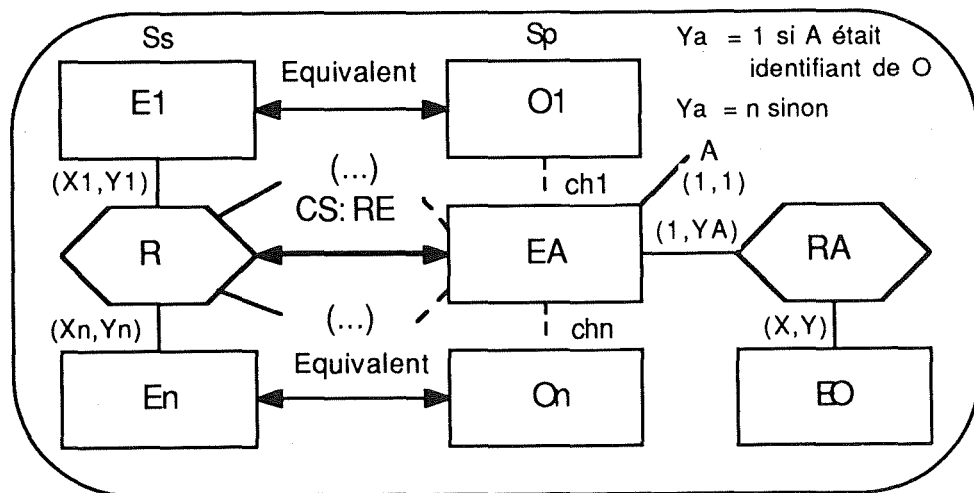 Ss
Sp
Ya = 1 si A était
identifiant de O
Ya = n sinon
E1
Equivalent
O1
A
(X1,Y1)
(...)
ch1
(1,1)
CS: RE
R
EA
(1,YA)
RA
(Xn,Yn)
(...)
chn
(X,Y)
Equivalent
En
On
EO